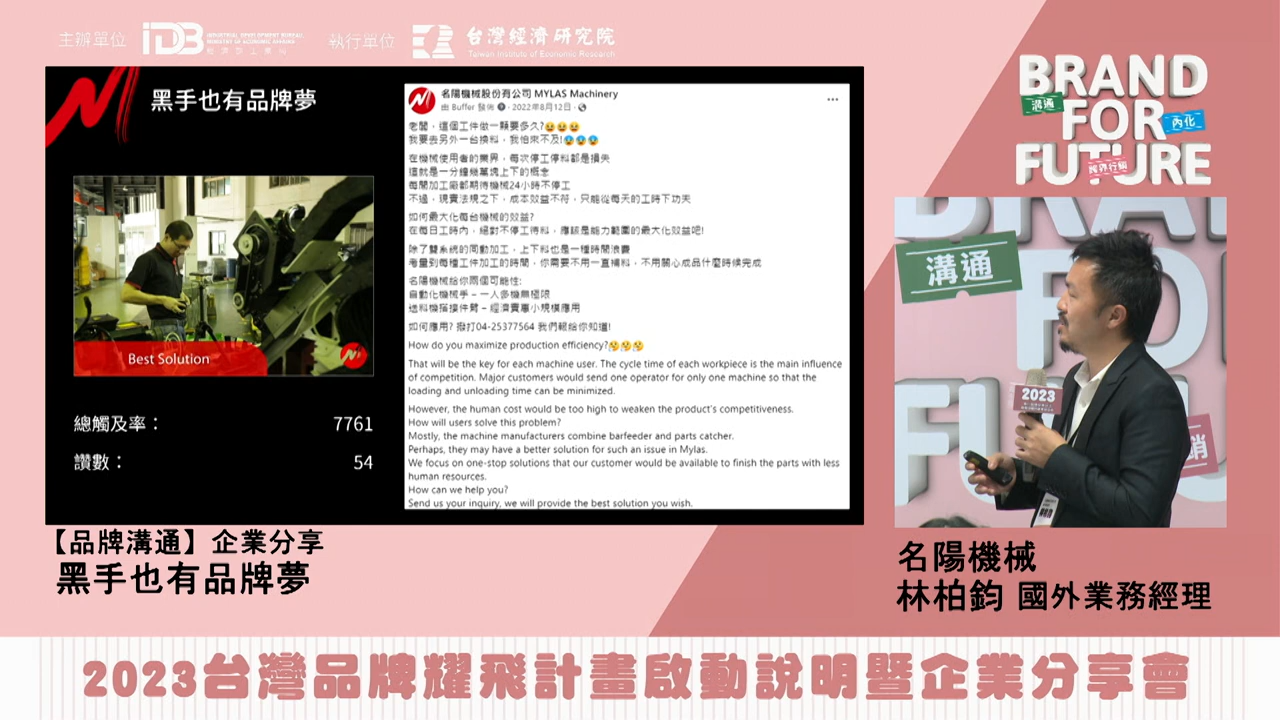 主辦單位
IDB
INDUSTRIAL DEVELOPMENT BUREAU,
MINISTRY OF ECONOMIC AFFAIRS
經濟部工業局
執行單位
台灣經濟研究院
Taiwan Institute of Economic Research
黑手也有品牌夢
Best Solution
總觸及率： 7761
讚數： 54
名陽機械股份有公司 MYLAS Machinery
由 Buffer 發佈 · 2022年8月12日
老闆，這個工件做一顆要多久?😆😆😆
我要去另外一台換料，我怕來不及!😰😰😰
在機械使用者的業界，每次停工停料都是損失
這就是一分鐘幾萬塊上下的概念
每間加工廠都期待機械24小時不停工
不過，現實法規之下，成本效益不符，只能從每天的工時下功夫
如何最大化每台機械的效益?
在每日工時內，絕對不停工待料，應該是能力範圍的最大化效益吧!
除了雙系統的同動加工，上下料也是一種時間浪費
考量到每種工件加工的時間，你需要不用一直補料，不用關心成品什麼時候完成
名陽機械給你兩個可能性:
自動化機械手 – 一人多機無極限
送料機搭接件臂 – 經濟實惠小規模應用
如何應用? 撥打04-25377564 我們報給你知道!
How do you maximize production efficiency?🤔🤔🤔
That will be the key for each machine user. The cycle time of each workpiece is the main influence
of competition. Major customers would send one operator for only one machine so that the
loading and unloading time can be minimized.
However, the human cost would be too high to weaken the product's competitiveness.
How will users solve this problem?
Mostly, the machine manufacturers combine barfeeder and parts catcher.
Perhaps, they may have a better solution for such an issue in Mylas.
We focus on one-stop solutions that our customer would be available to finish the parts with less
human resources.
How can we help you?
Send us your inquiry, we will provide the best solution you wish.
BRAND
溝通
FOR
內化
FUTURE
跨界行銷
溝通
2023
銷
【品牌溝通】企業分享
黑手也有品牌夢
名陽機械
林柏鈞 國外業務經理
2023台灣品牌耀飛計畫啟動說明暨企業分享會